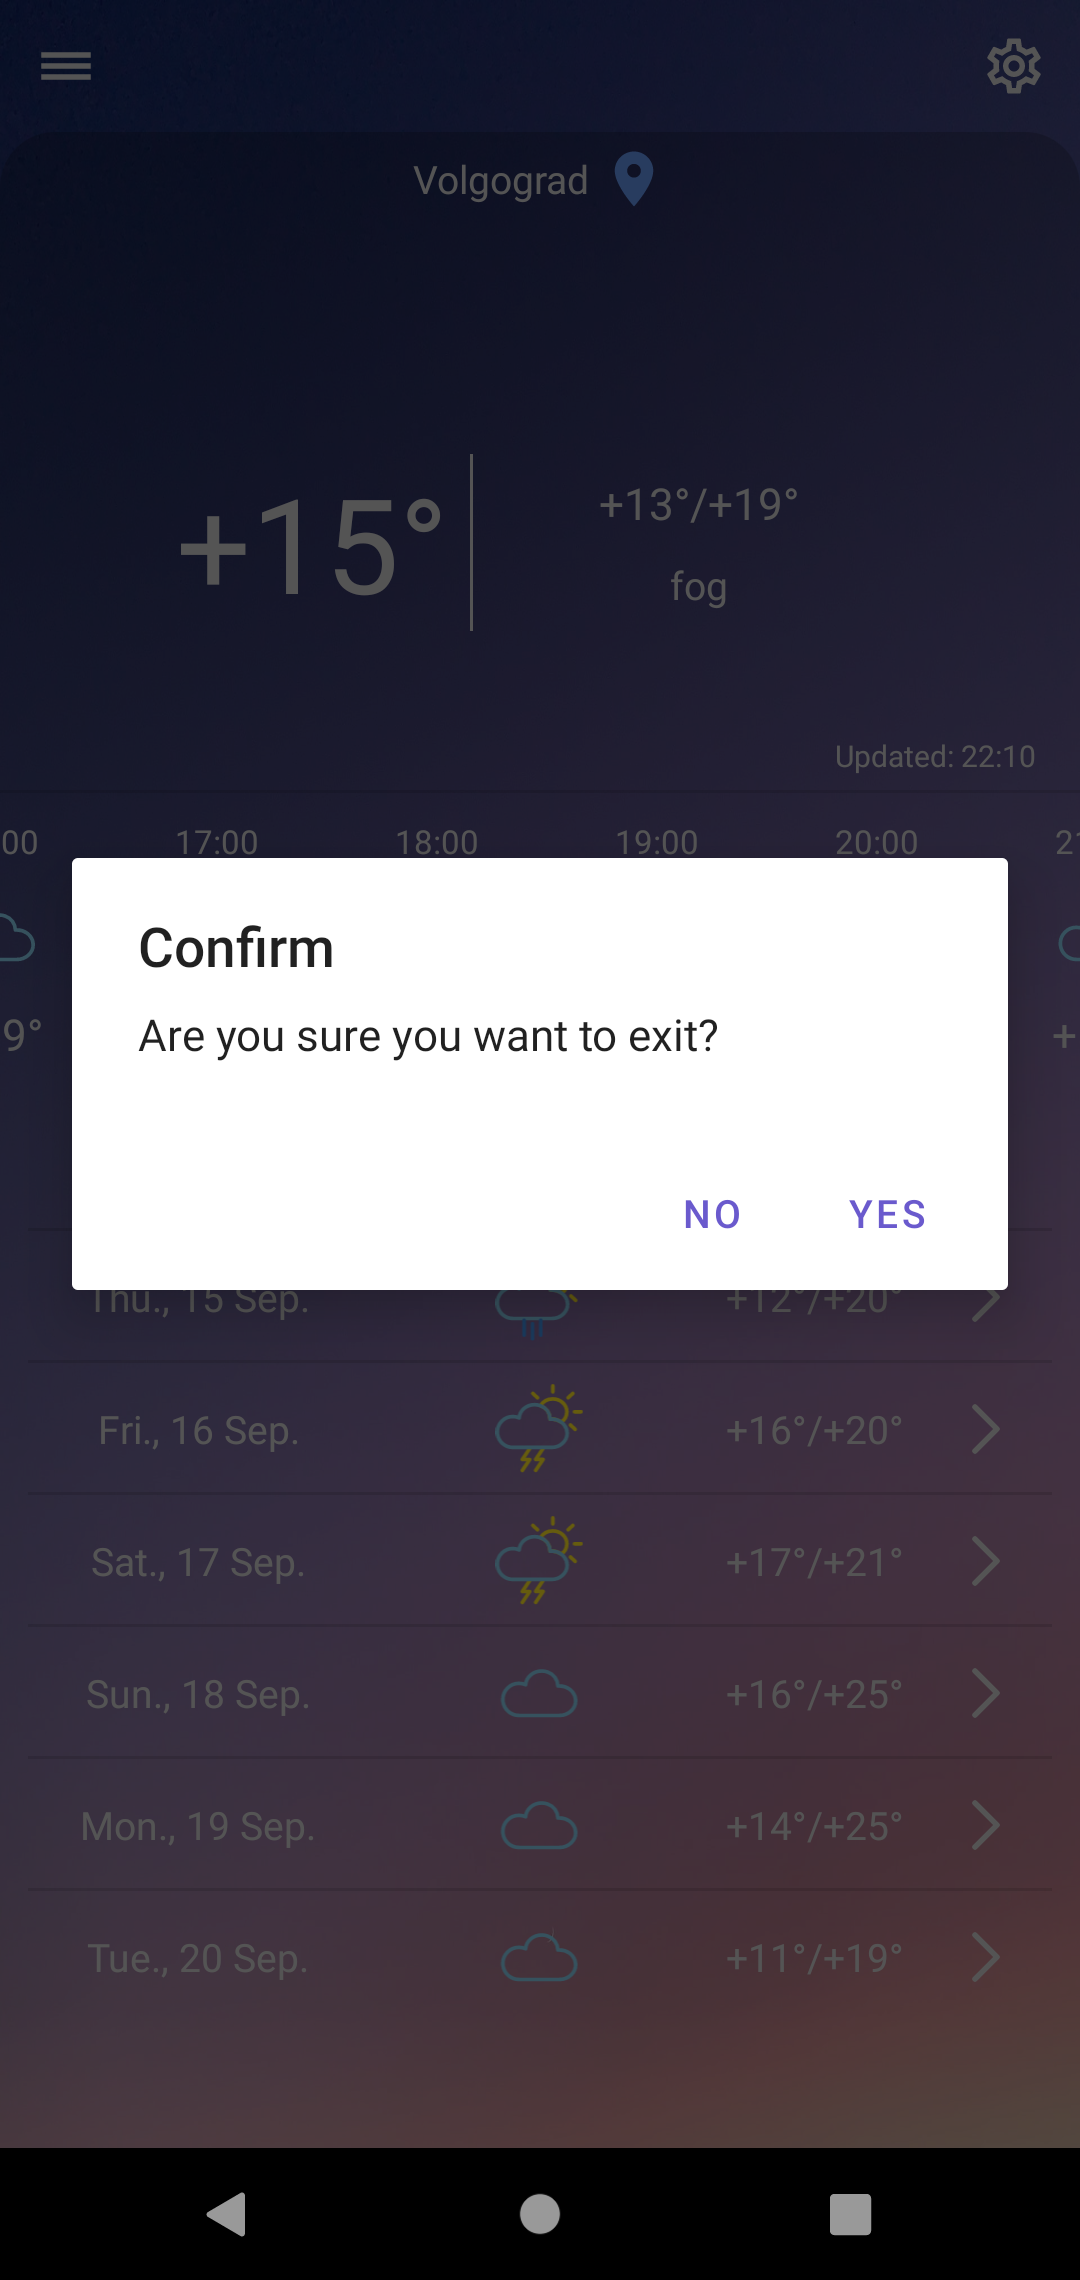 Volgograd
+15°
+13°/+19°
fog
Updated: 22:10
00 17:00 18:00 19:00 20:00
9° +
Confirm
Are you sure you want to exit?
NO YES
Thu., 15 Sep. +12°/+20°
Fri., 16 Sep. +16°/+20°
Sat., 17 Sep. +17°/+21°
Sun., 18 Sep. +16°/+25°
Mon., 19 Sep. +14°/+25°
Tue., 20 Sep. +11°/+19°